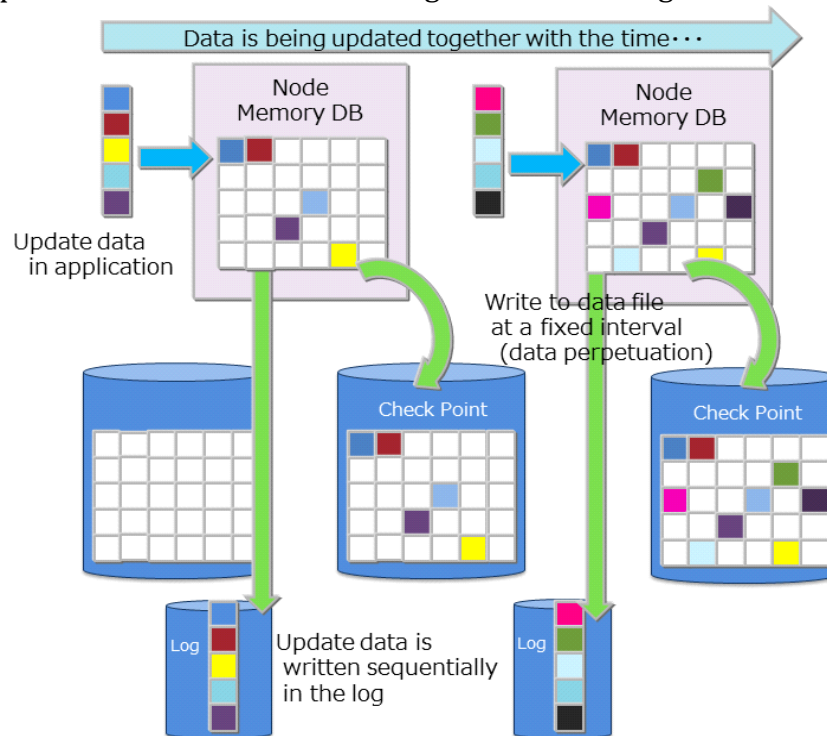 Data is being updated together with the time･･･
Node
Memory DB
Node
Memory DB
Update data
in application
Write to data file
at a fixed interval
(data perpetuation)
Check Point
Check Point
Log
Update data is
written sequentially
in the log
Log